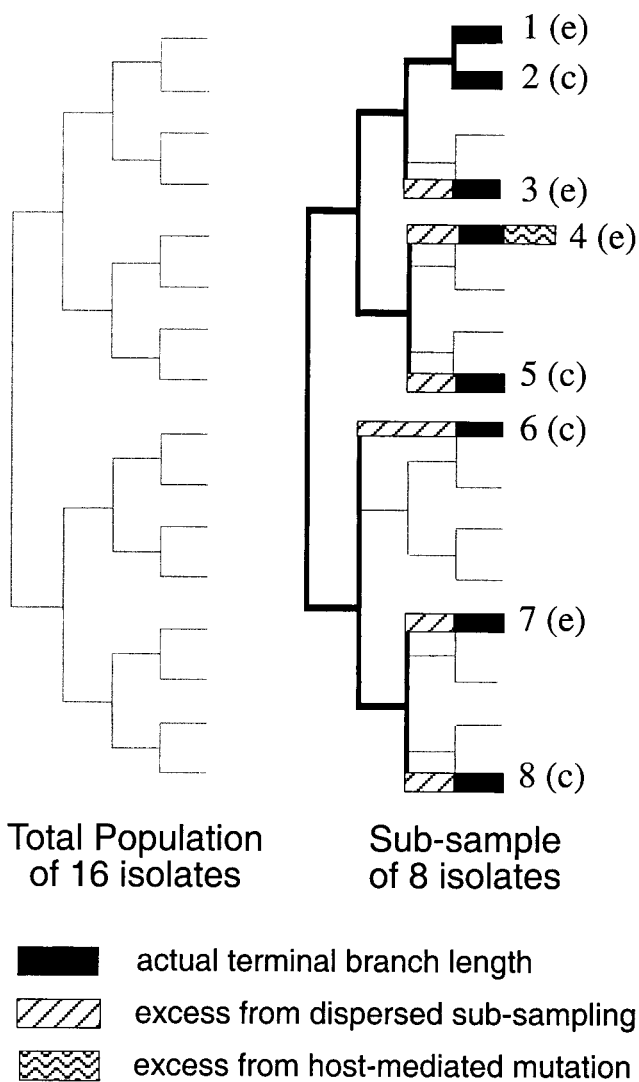 1 (e)
2 (c)
3 (e)
4 (e)
5 (c)
6 (c)
7 (e)
8 (c)
Total Population
of 16 isolates
Sub-sample
of 8 isolates
actual terminal branch length
excess from dispersed sub-sampling
excess from host-mediated mutation